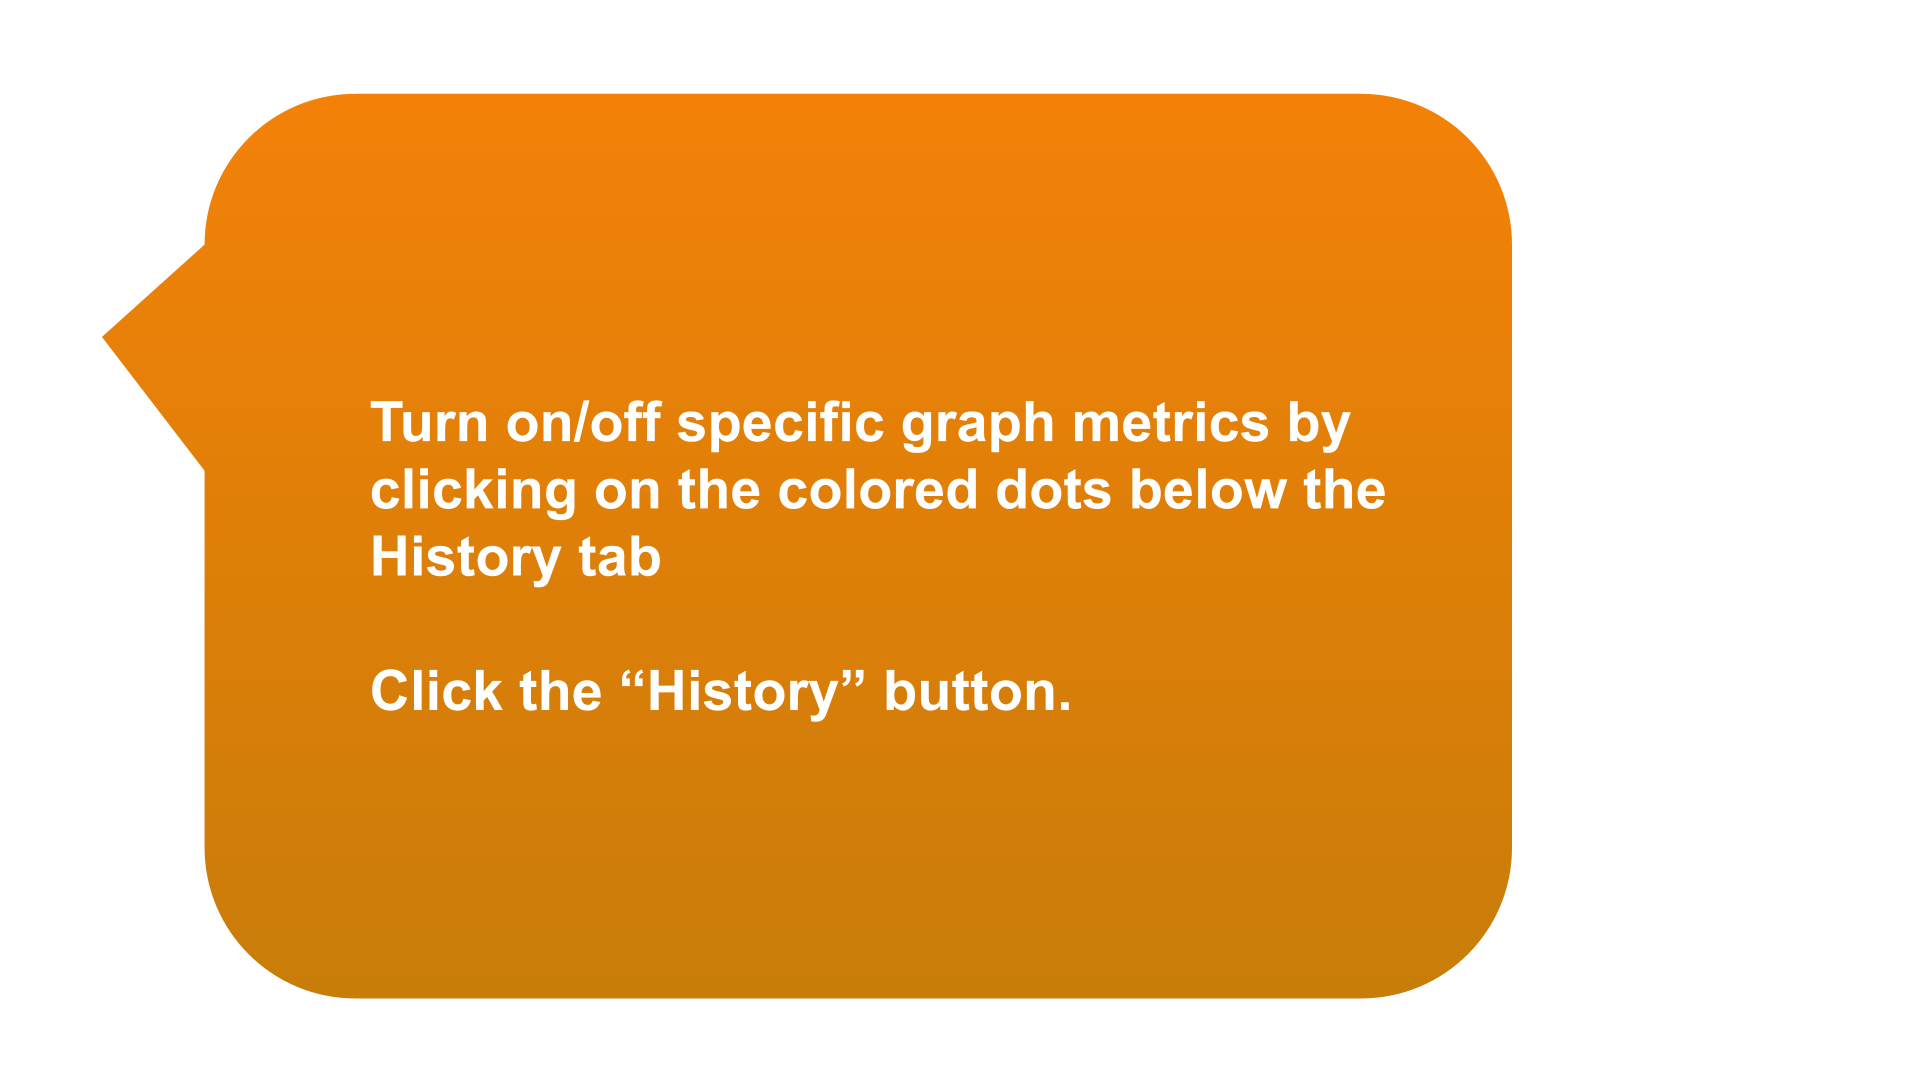 Turn on/off specific graph metrics by
clicking on the colored dots below the
History tab
Click the “History” button.